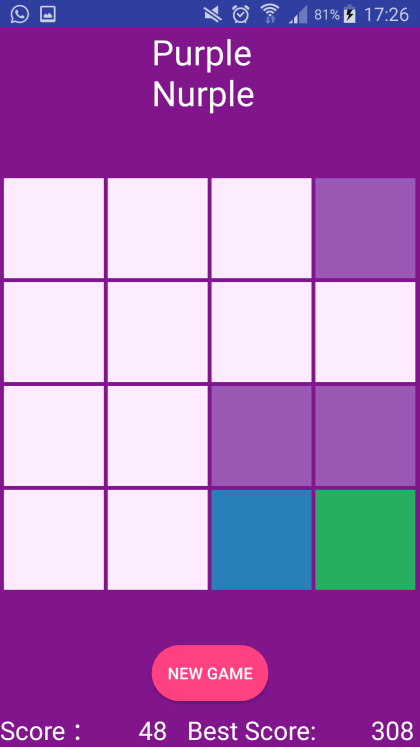 81% 17:26
Purple
Nurple
NEW GAME
Score : 48 Best Score: 308